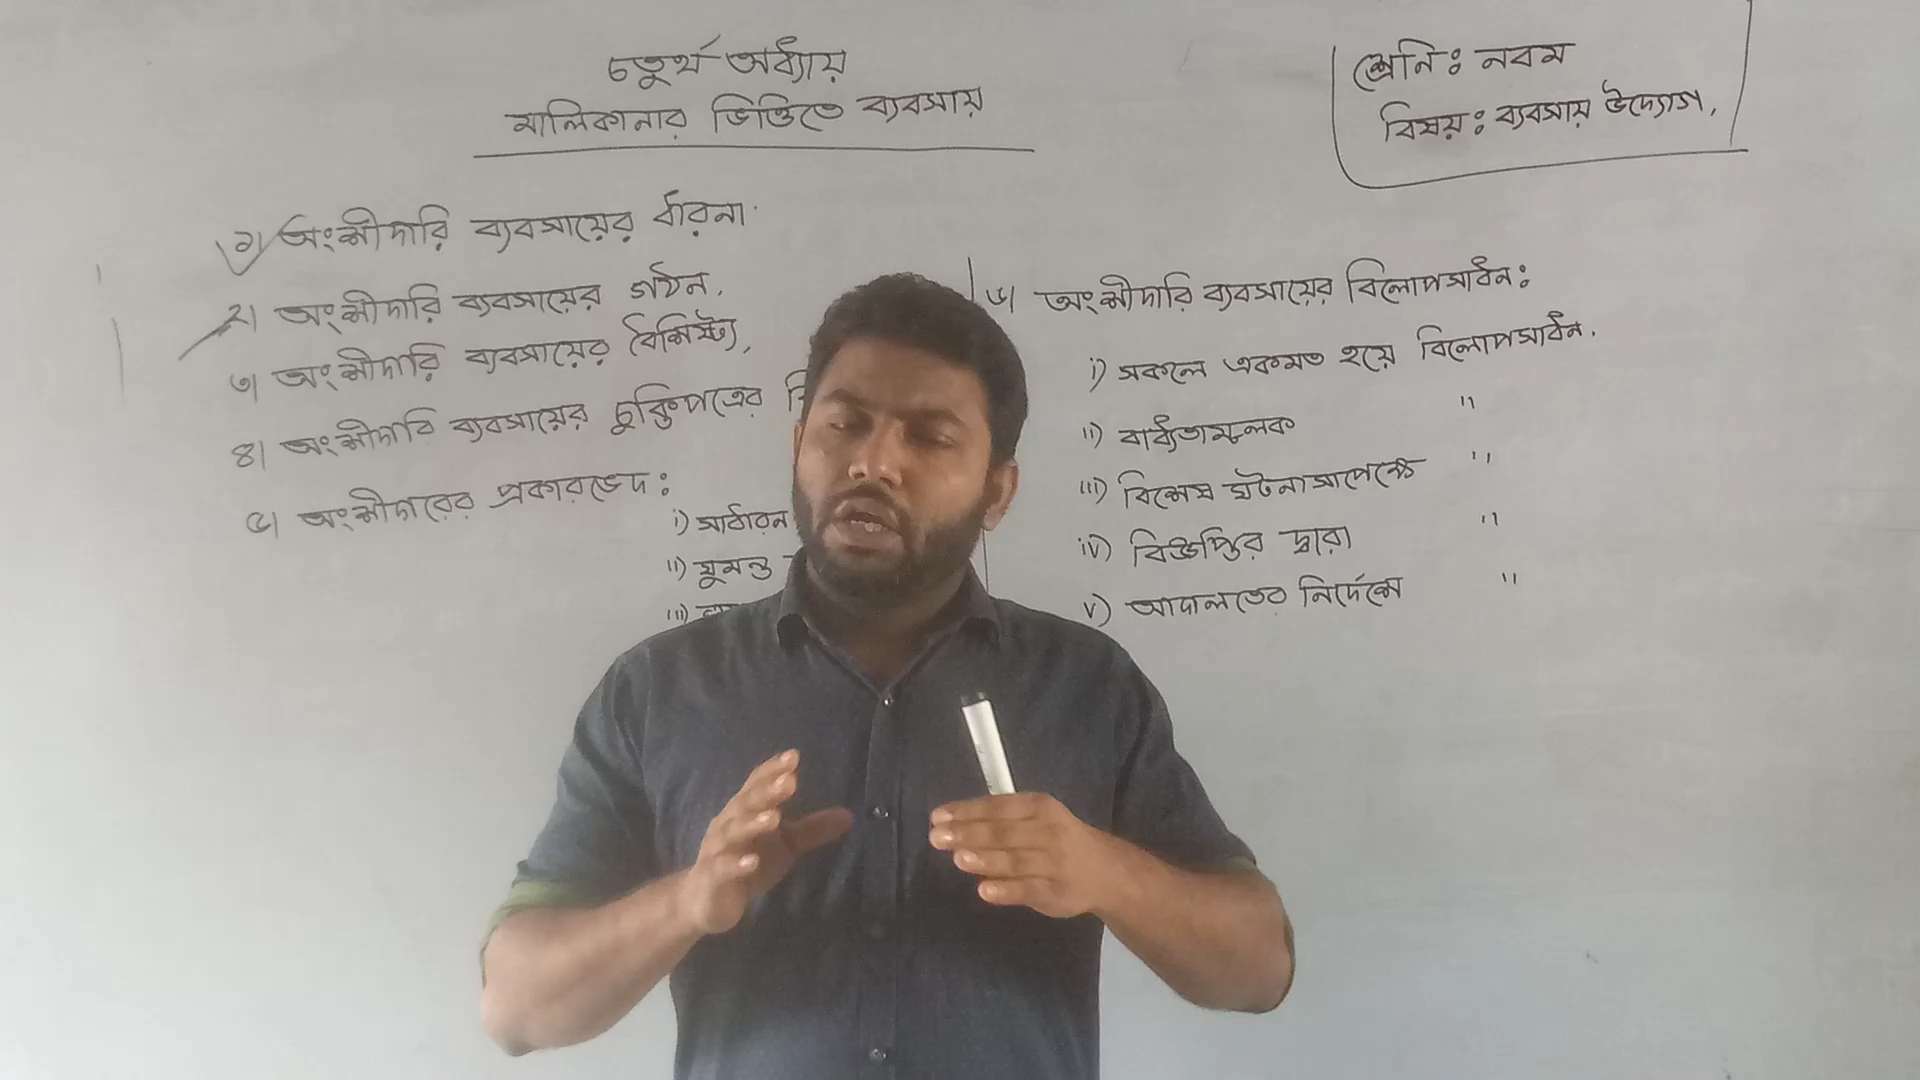 চতুর্থ অধ্যায়
মালিকানার ভিত্তিতে ব্যবসায়
শ্রেনি: নবম
বিষয়: ব্যবসায় উদ্যোগ,
১। অংশীদারি ব্যবসায়ের ধারনা
২। অংশীদারি ব্যবসায়ের গঠন,
৩। অংশীদারি ব্যবসায়ের বৈশিষ্ট্য,
৪। অংশীদারি ব্যবসায়ের চুক্তিপত্রের
৫। অংশীদারের প্রকারভেদ:
i) সাধারন
ii) ঘুমন্ত
iii)
৬। অংশীদারি ব্যবসায়ের বিলোপসাধন:
i) সকলে একমত হয়ে বিলোপসাধন.
ii) বাধ্যতামূলক "
iii) বিশেষ ঘটনাসাপেক্ষে "
iv) বিজ্ঞপ্তির দ্বারা "
v) আদালতের নির্দেশে "